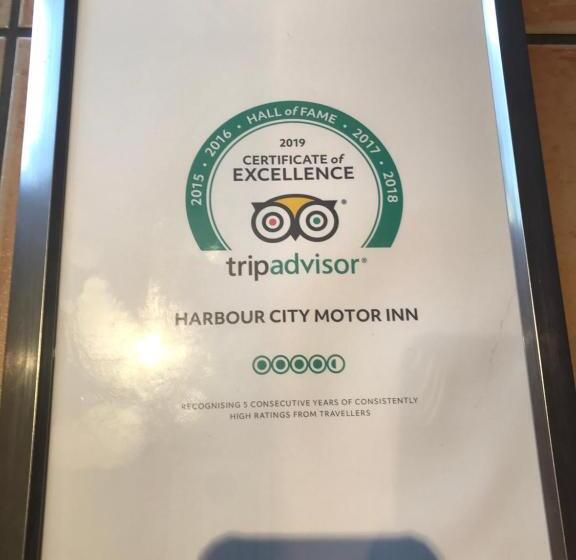 2015 • 2016 • HALL of FAME • 2017 • 2018
2019
CERTIFICATE of
EXCELLENCE
®
tripadvisor®
HARBOUR CITY MOTOR INN
RECOGNISING 5 CONSECUTIVE YEARS OF CONSISTENTLY
HIGH RATINGS FROM TRAVELLERS